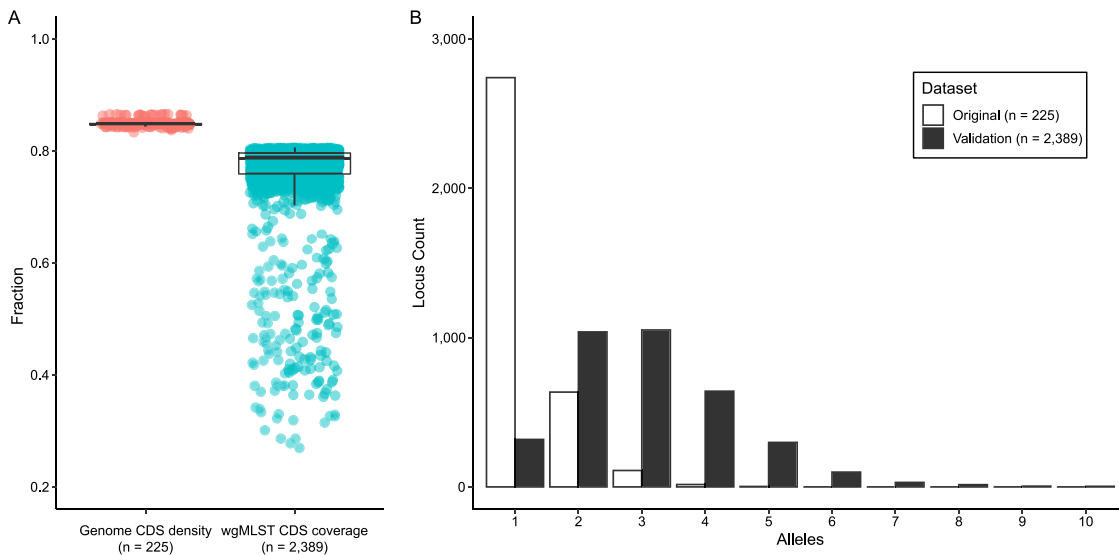 A
1.0
0.8
0.6
0.4
0.2
Fraction
Genome CDS density
(n = 225)
wgMLST CDS coverage
(n = 2,389)
B
3,000
2,000
1,000
0
Locus Count
Dataset
Original (n = 225)
Validation (n = 2,389)
1 2 3 4 5 6 7 8 9 10
Alleles